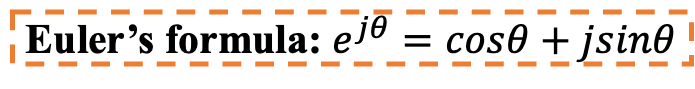 Euler’s formula: e^{jθ} = cosθ + jsinθ